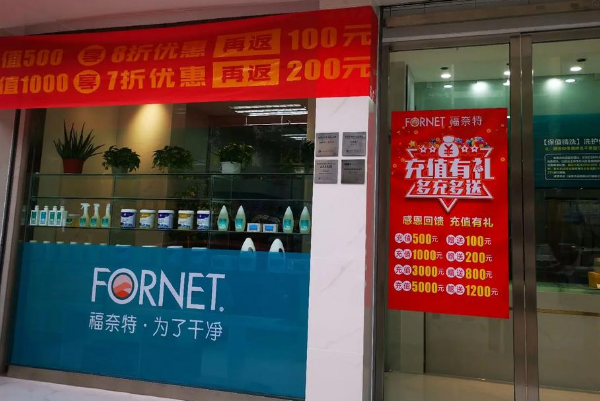 值500 享 8折优惠 再返 100元
值1000 享 7折优惠 再返 200元
FORNET
福奈特·为了干净
FORNET 福奈特
充值有礼
多充多送
感恩回馈 充值有礼
充值500元 赠送100元
充值1000元 赠送200元
充值3000元 赠送800元
充值5000元 赠送1200元